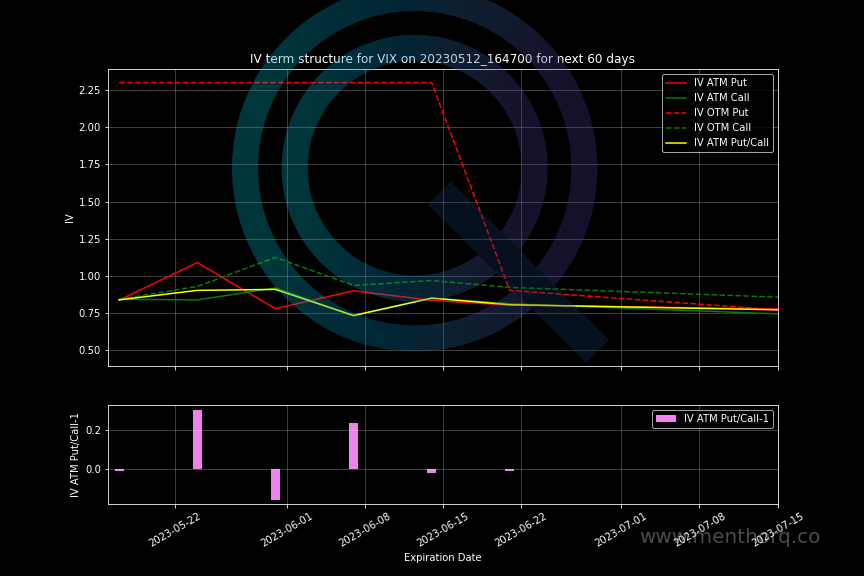 IV term structure for VIX on 20230512_164700 for next 60 days
IV ATM Put
IV ATM Call
IV OTM Put
IV OTM Call
IV ATM Put/Call
IV
2.25
2.00
1.75
1.50
1.25
1.00
0.75
0.50
IV ATM Put/Call-1
IV ATM Put/Call-1
0.2
0.0
2023-05-22
2023-06-01
2023-06-08
2023-06-15
2023-06-22
2023-07-01
2023-07-08
2023-07-15
Expiration Date
www.menthorq.co